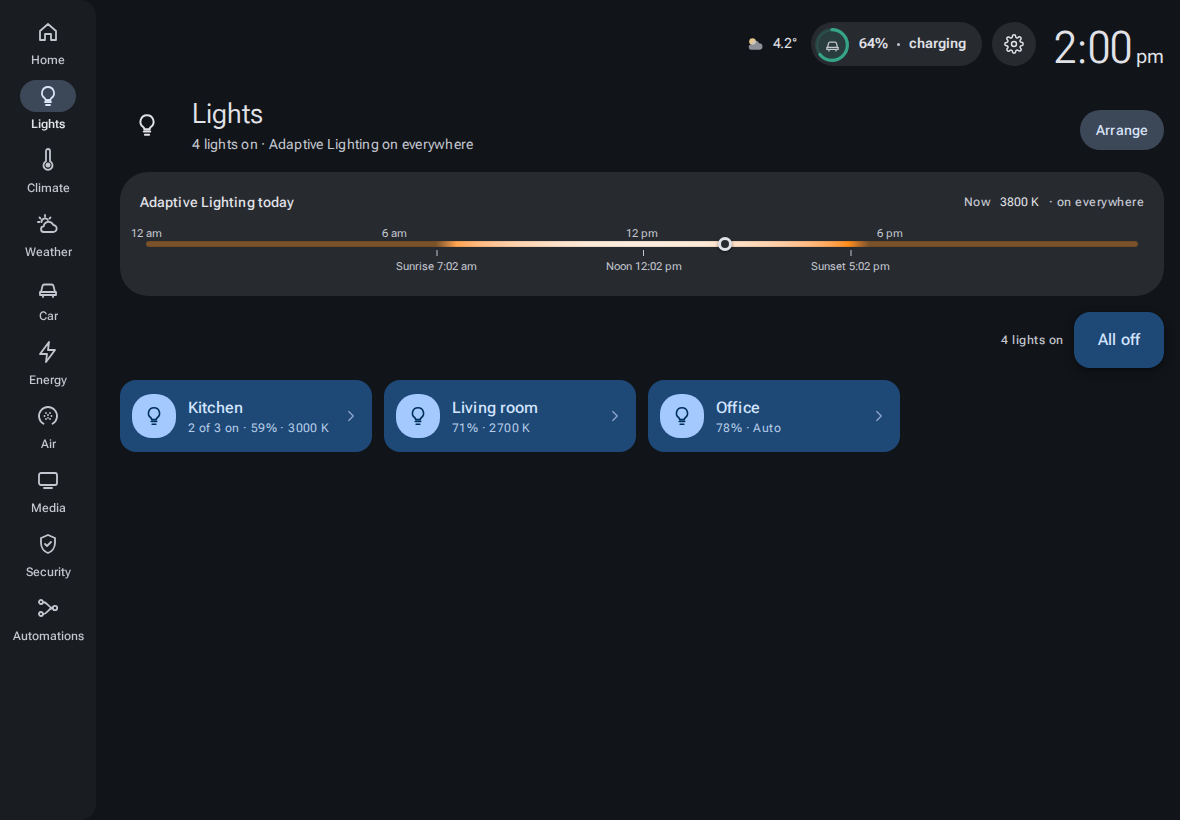 Home
Lights
Climate
Weather
Car
Energy
Air
Media
Security
Automations
4.2°
64% · charging
2:00 pm
Lights
4 lights on · Adaptive Lighting on everywhere
Arrange
Adaptive Lighting today
Now 3800 K · on everywhere
12 am 6 am 12 pm 6 pm
Sunrise 7:02 am Noon 12:02 pm Sunset 5:02 pm
4 lights on
All off
Kitchen
2 of 3 on · 59% · 3000 K
Living room
71% · 2700 K
Office
78% · Auto